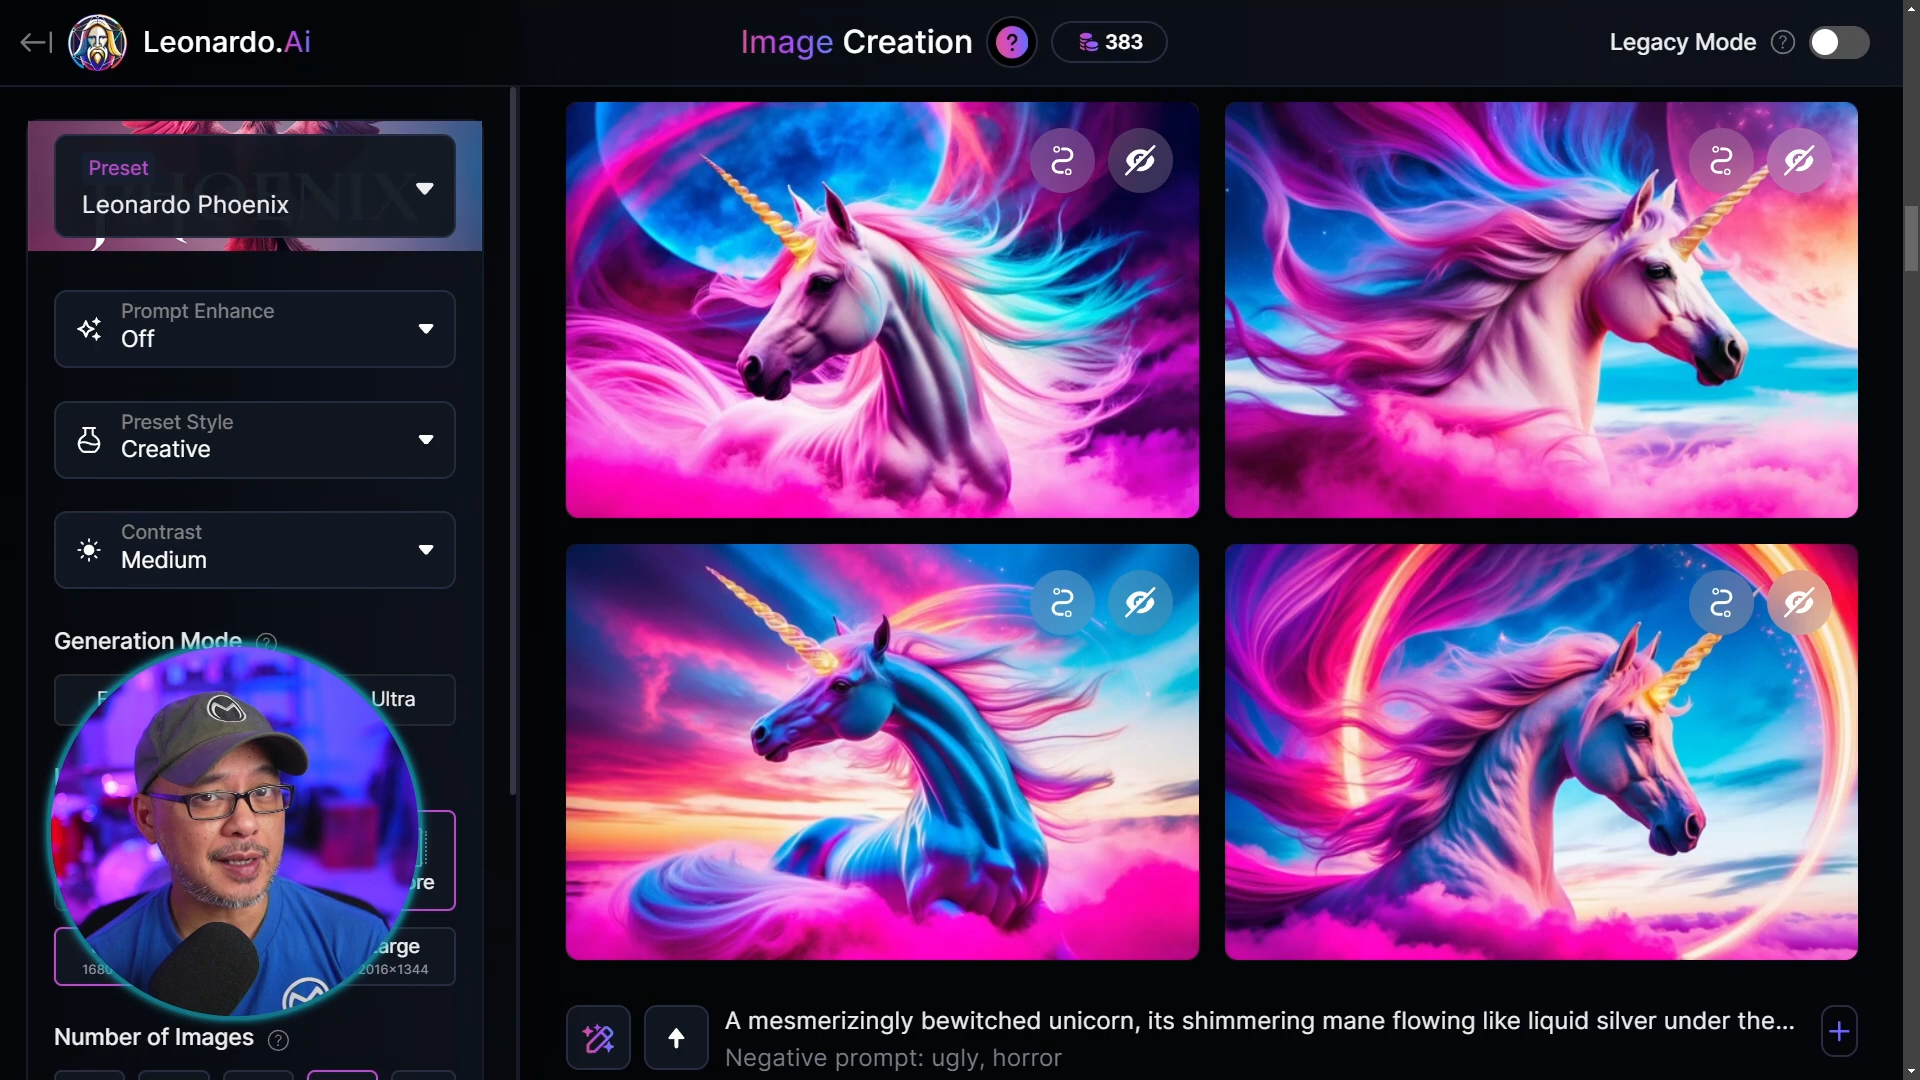 Leonardo.Ai
Image Creation
?
383
Legacy Mode ?
Preset
Leonardo Phoenix
Prompt Enhance
Off
Preset Style
Creative
Contrast
Medium
Generation Mode ?
Ultra
2016×1344
Number of Images ?
A mesmerizingly bewitched unicorn, its shimmering mane flowing like liquid silver under the...
Negative prompt: ugly, horror